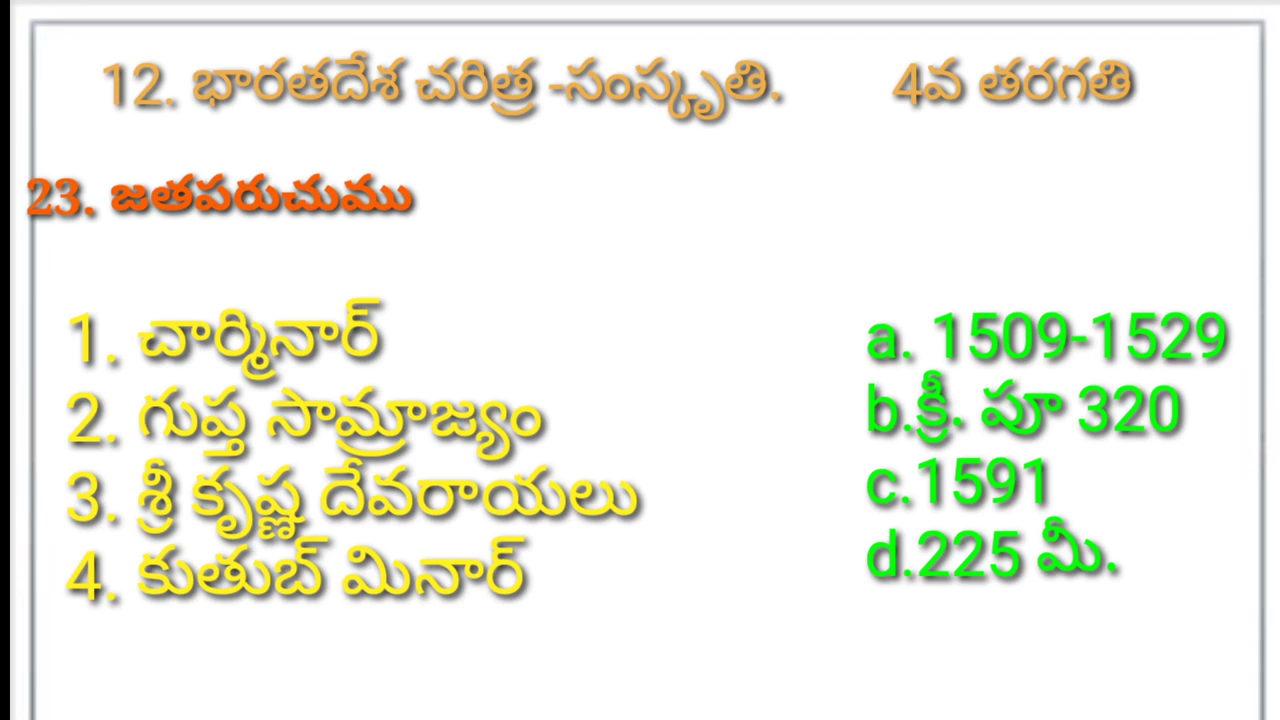 12. భారతదేశ చరిత్ర -సంస్కృతి. 4వ తరగతి
23. జతపరుచుము
1. చార్మినార్ a. 1509-1529
2. గుప్త సామ్రాజ్యం b.క్రీ. పూ 320
3. శ్రీ కృష్ణ దేవరాయలు c.1591
4. కుతుబ్ మినార్ d.225 మీ.